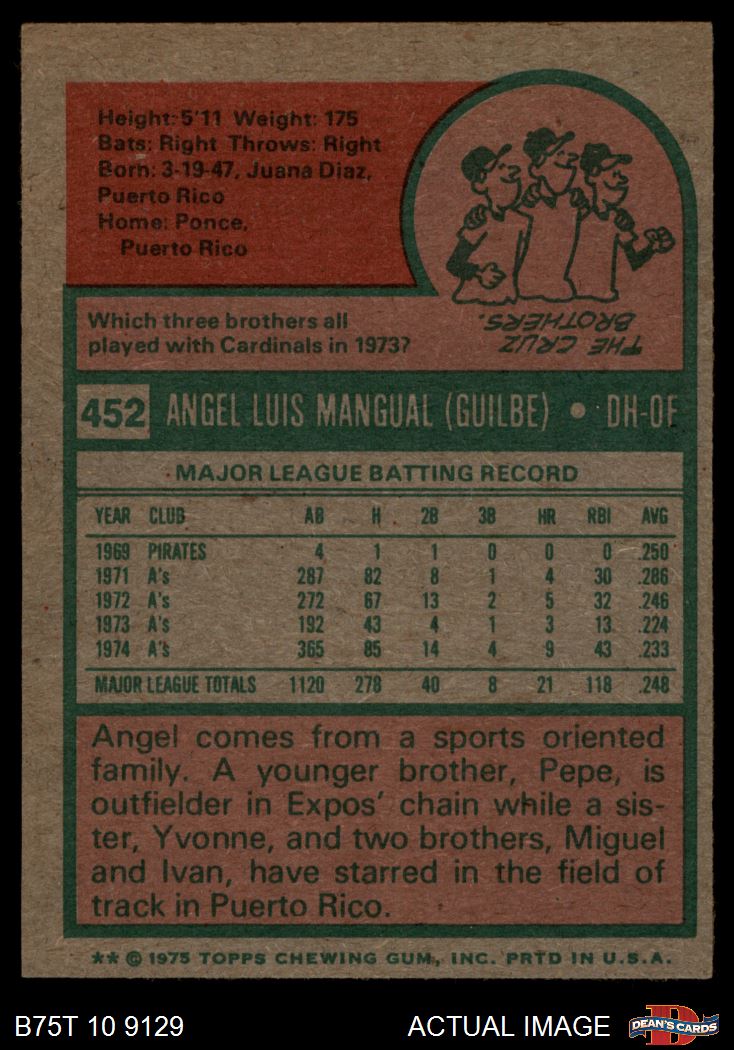 Height: 5'11 Weight: 175
Bats: Right Throws: Right
Born: 3-19-47, Juana Diaz,
Puerto Rico
Home: Ponce,
Puerto Rico
Which three brothers all
played with Cardinals in 1973?
THE CRUZ
BROTHERS.
452 ANGEL LUIS MANGUAL (GUILBE) • DH-OF
MAJOR LEAGUE BATTING RECORD
YEAR CLUB AB H 2B 3B HR RBI AVG
1969 PIRATES 4 1 1 0 0 0 .250
1971 A's 287 82 8 1 4 30 .286
1972 A's 272 67 13 2 5 32 .246
1973 A's 192 43 4 1 3 13 .224
1974 A's 365 85 14 4 9 43 .233
MAJOR LEAGUE TOTALS 1120 278 40 8 21 118 .248
Angel comes from a sports oriented
family. A younger brother, Pepe, is
outfielder in Expos' chain while a sis-
ter, Yvonne, and two brothers, Miguel
and Ivan, have starred in the field of
track in Puerto Rico.
** © 1975 TOPPS CHEWING GUM, INC. PRTD IN U.S.A.
B75T 10 9129 ACTUAL IMAGE DEAN'S CARDS